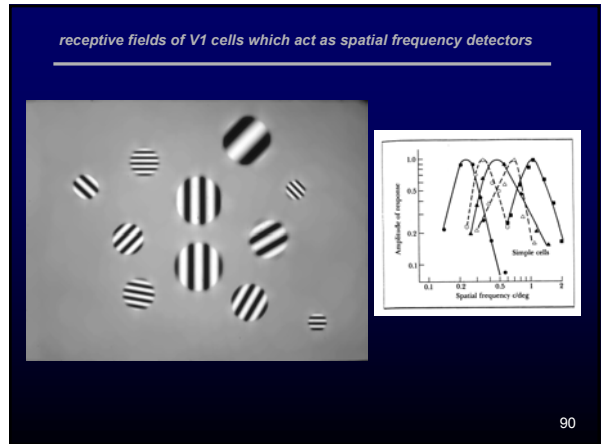 receptive fields of V1 cells which act as spatial frequency detectors
1.0
0.5
0.2
0.1
Amplitude of response
Simple cells
0.1 0.2 0.5 1 2
Spatial frequency c/deg
90